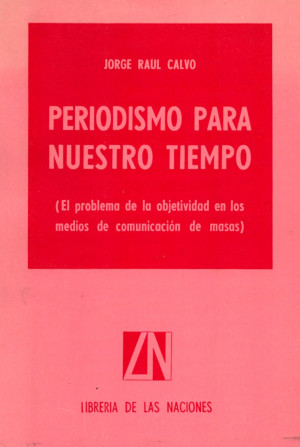 JORGE RAUL CALVO
PERIODISMO PARA
NUESTRO TIEMPO
(El problema de la objetividad en los
medios de comunicación de masas)
LN
LIBRERIA DE LAS NACIONES